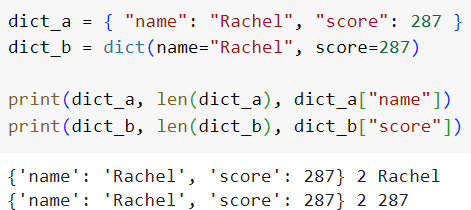 dict_a = { "name": "Rachel", "score": 287 }
dict_b = dict(name="Rachel", score=287)
print(dict_a, len(dict_a), dict_a["name"])
print(dict_b, len(dict_b), dict_b["score"])
{'name': 'Rachel', 'score': 287} 2 Rachel
{'name': 'Rachel', 'score': 287} 2 287